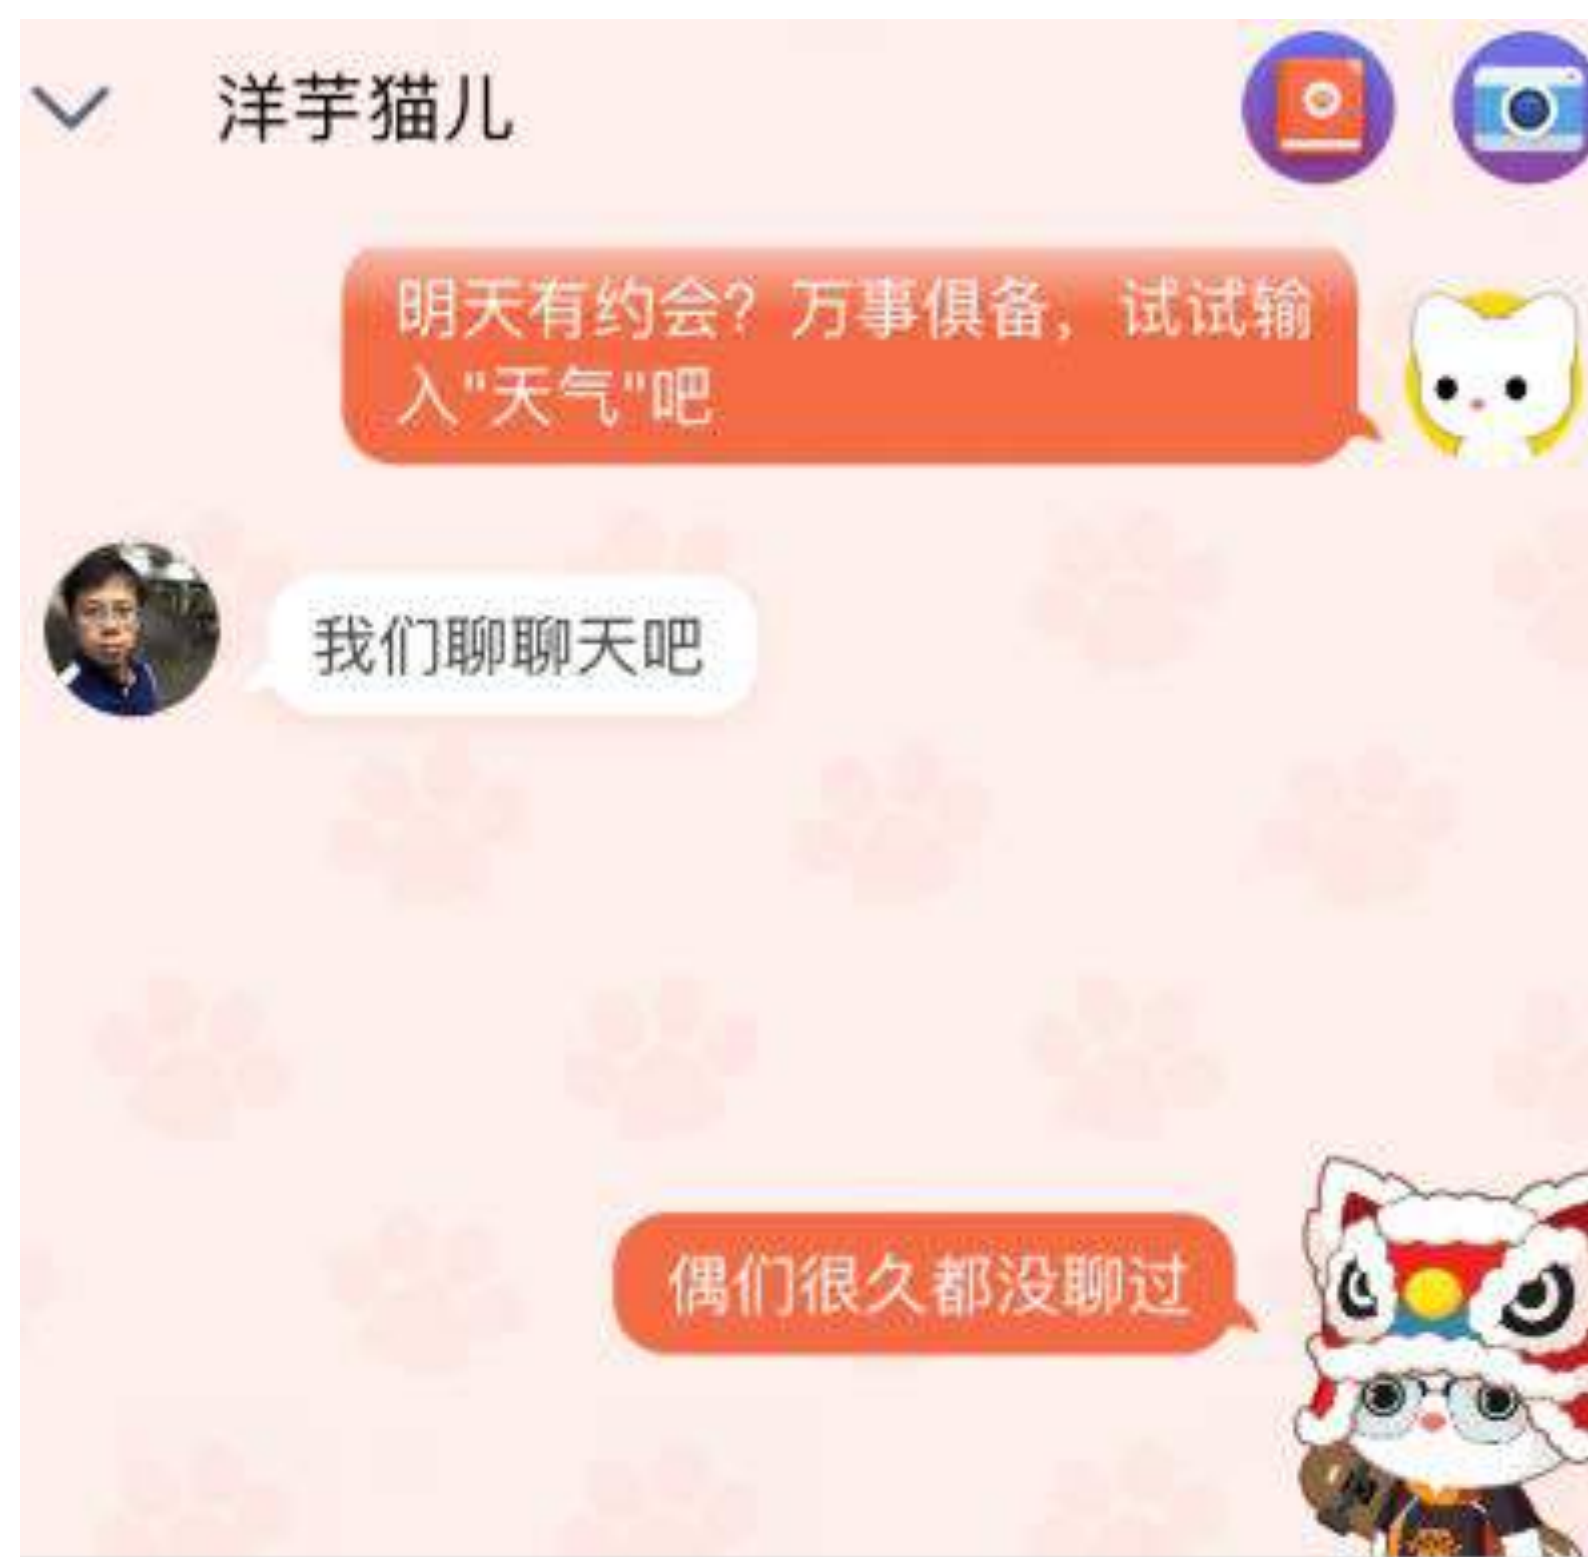 洋芋猫儿
明天有约会？万事俱备，试试输
入"天气"吧
我们聊聊天吧
偶们很久都没聊过